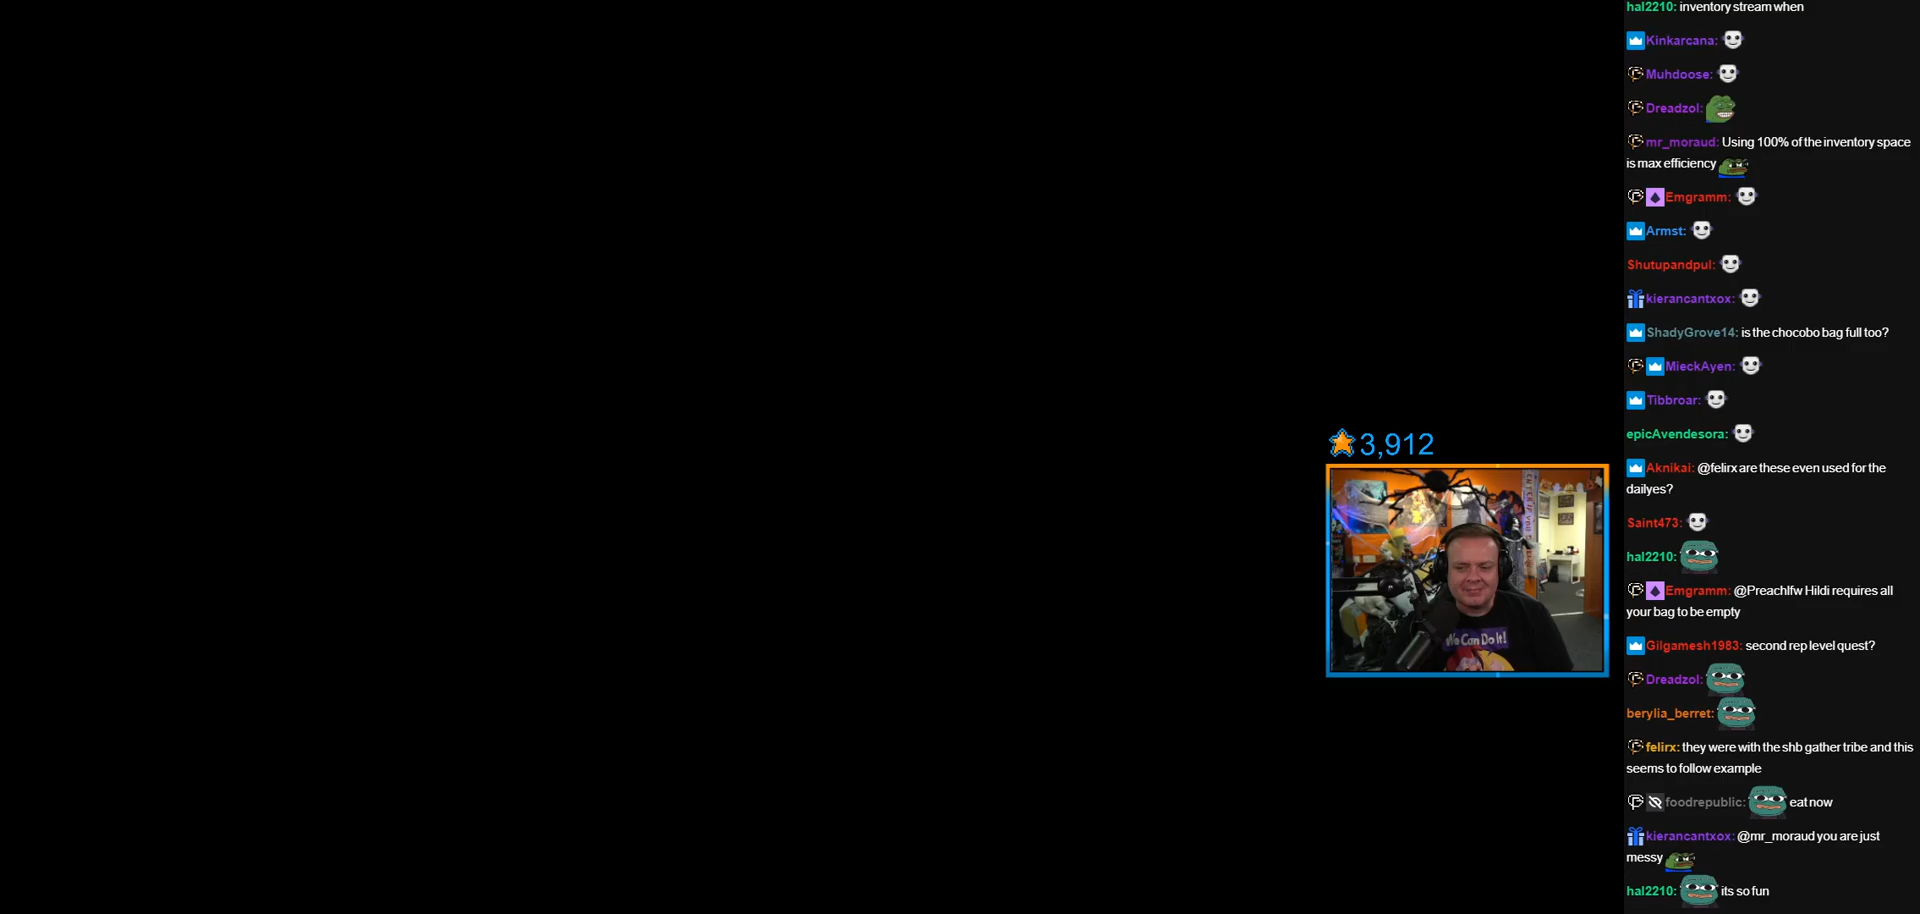 hal2210: inventory stream when
Kinkarcana:
Muhdoose:
Dreadzol:
mr_moraud: Using 100% of the inventory space
is max efficiency
Emgramm:
Armst:
Shutupandpul:
kierancantxox:
ShadyGrove14: is the chocobo bag full too?
MieckAyen:
Tibbroar:
epicAvendesora:
3,912
Aknikai: @felirx are these even used for the
dailyes?
Saint473:
hal2210:
Emgramm: @Preachlfw Hildi requires all
your bag to be empty
We Can Do It!
Gilgamesh1983: second rep level quest?
Dreadzol:
berylia_berret:
felirx: they were with the shb gather tribe and this
seems to follow example
foodrepublic: eat now
kierancantxox: @mr_moraud you are just
messy
hal2210: its so fun